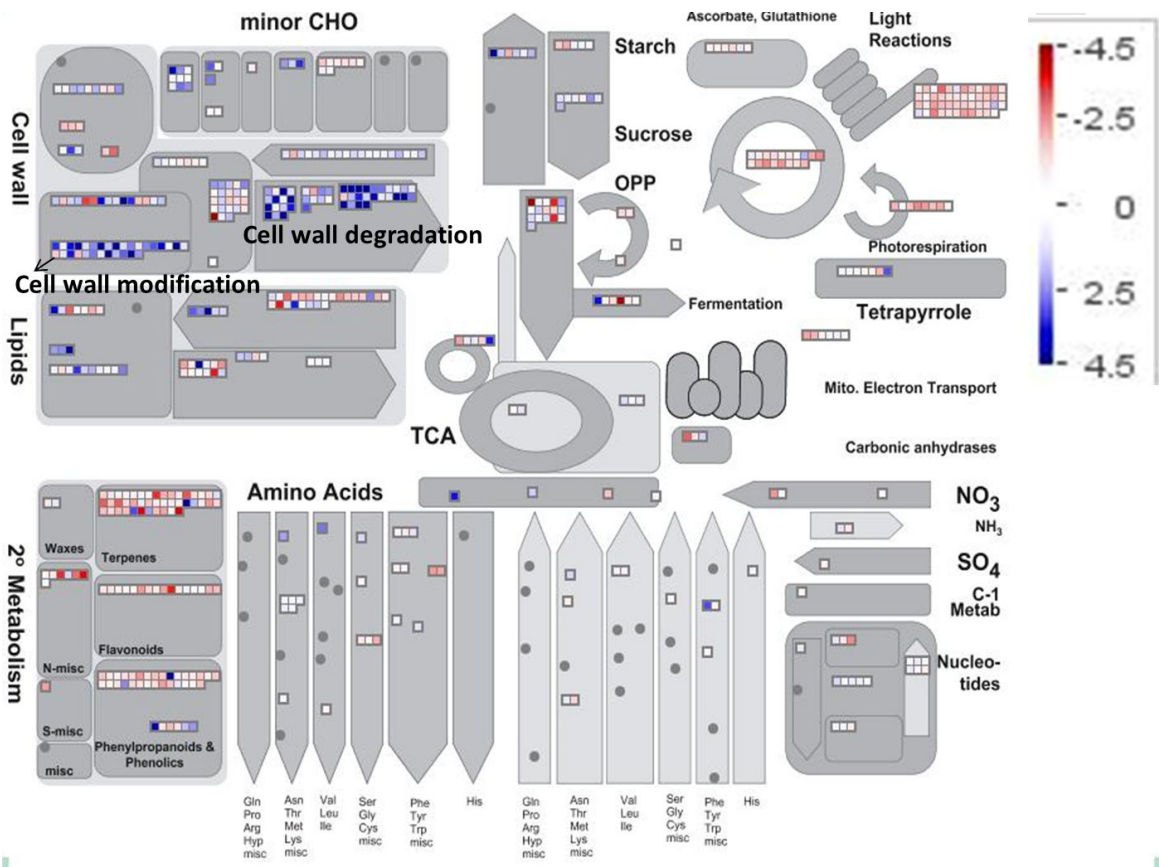 minor CHO
Ascorbate, Glutathione
Light
Reactions
Starch
Sucrose
OPP
Cell wall
Cell wall degradation
Cell wall modification
Photorespiration
Tetrapyrrole
Fermentation
Lipids
Mito. Electron Transport
TCA
Carbonic anhydrases
Amino Acids
NO3
NH3
SO4
C-1
Metab
Nucleo-
tides
2º Metabolism
Waxes
Terpenes
N-misc
Flavonoids
S-misc
misc
Phenylpropanoids &
Phenolics
Gln
Pro
Arg
Hyp
misc
Asn
Thr
Met
Lys
misc
Val
Leu
Ile
Ser
Gly
Cys
misc
Phe
Tyr
Trp
misc
His
Gln
Pro
Arg
Hyp
misc
Asn
Thr
Met
Lys
misc
Val
Leu
Ile
Ser
Gly
Cys
misc
Phe
Tyr
Trp
misc
His
-4.5
-2.5
0
2.5
4.5